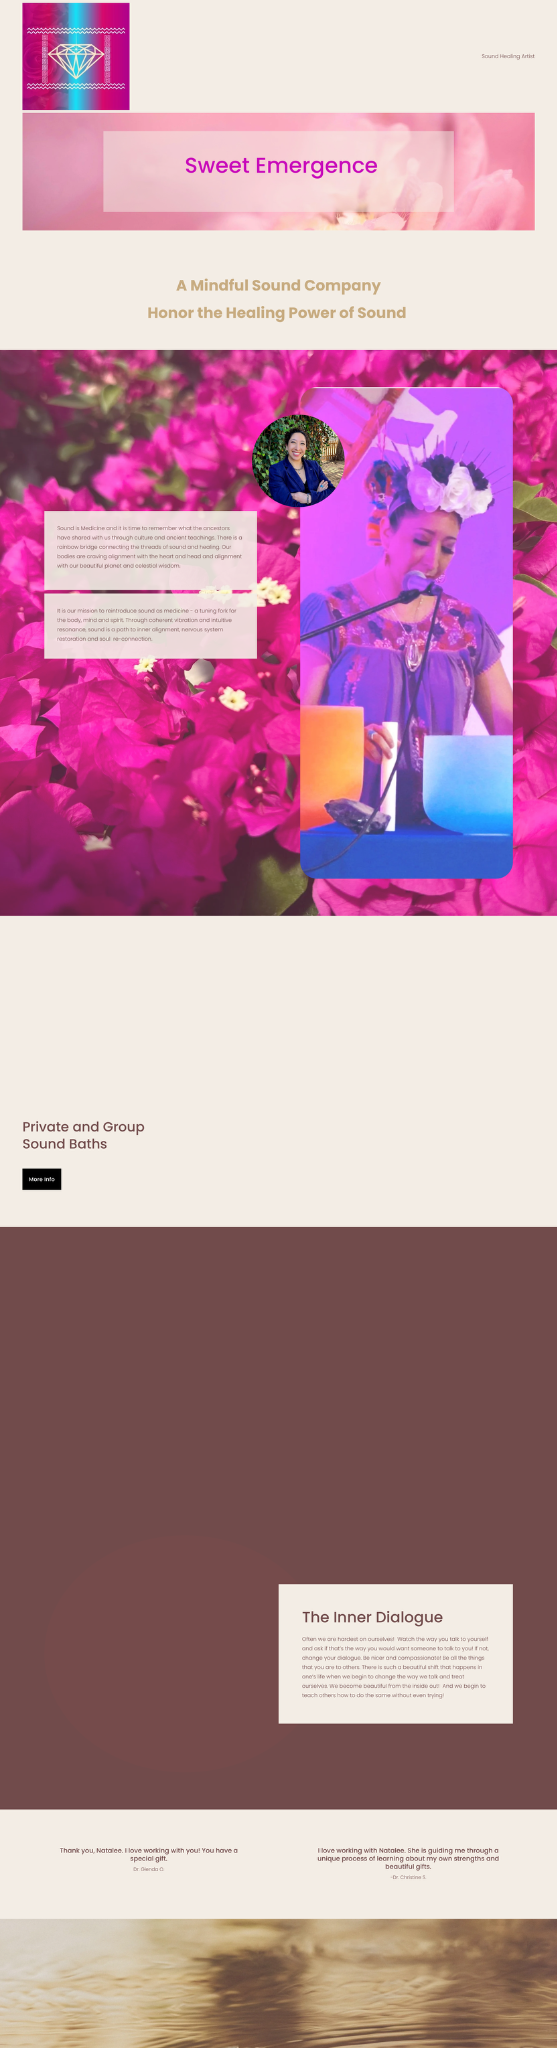 Sound Healing Artist
Sweet Emergence
A Mindful Sound Company
Honor the Healing Power of Sound
Sound is Medicine and it is time to remember what the ancestors
have shared with us through culture and ancient teachings. There is a
rainbow bridge connecting the threads of sound and healing. Our
bodies are craving alignment with the heart and head and alignment
with our beautiful planet and celestial wisdom.
It is our mission to reintroduce sound as medicine - a tuning fork for
the body, mind and spirit. Through coherent vibration and intuitive
resonance, sound is a path to inner alignment, nervous system
restoration and soul re-connection.
Private and Group
Sound Baths
More Info
The Inner Dialogue
Often we are hardest on ourselves! Watch the way you talk to yourself
and ask if that's the way you would want someone to talk to you! If not,
change your dialogue. Be nicer and compassionate! Be all the things
that you are to others. There is such a beautiful shift that happens in
one's life when we begin to change the way we talk and treat
ourselves. We become beautiful from the inside out! And we begin to
teach others how to do the same without even trying!
Thank you, Natalee. I love working with you! You have a
special gift.
Dr. Glenda O.
I love working with Natalee. She is guiding me through a
unique process of learning about my own strengths and
beautiful gifts.
- Dr. Christine S.